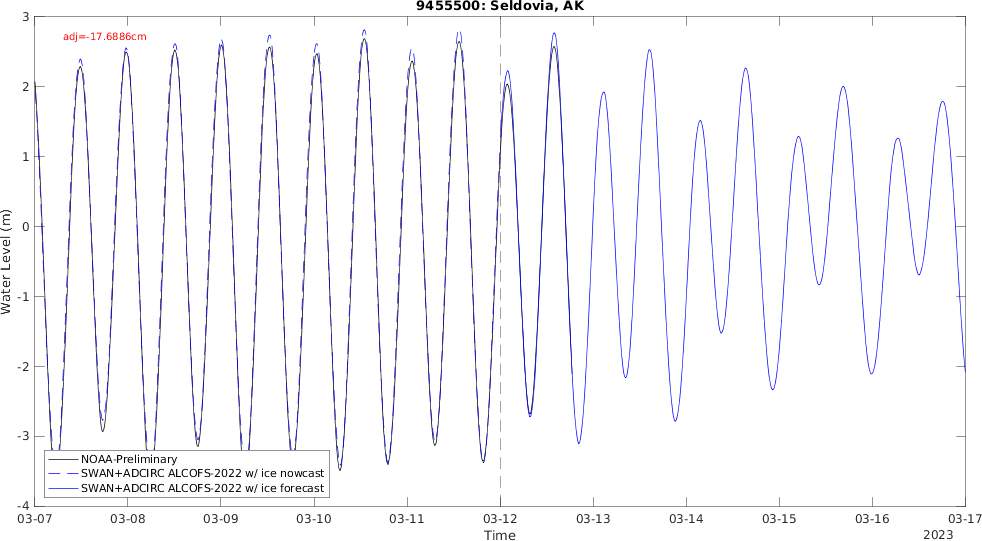 9455500: Seldovia, AK
adj=-17.6886cm
Water Level (m)
3
2
1
0
-1
-2
-3
-4
NOAA-Preliminary
SWAN+ADCIRC ALCOFS-2022 w/ ice nowcast
SWAN+ADCIRC ALCOFS-2022 w/ ice forecast
03-07 03-08 03-09 03-10 03-11 03-12 03-13 03-14 03-15 03-16 03-17
Time
2023